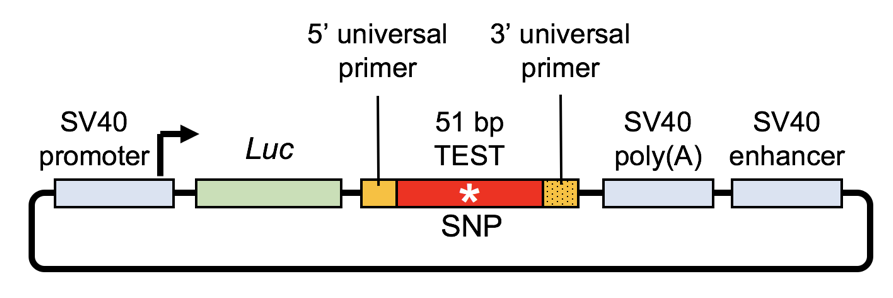 5’ universal
primer
3’ universal
primer
SV40
promoter
Luc
51 bp
TEST
SV40
poly(A)
SV40
enhancer
*
SNP